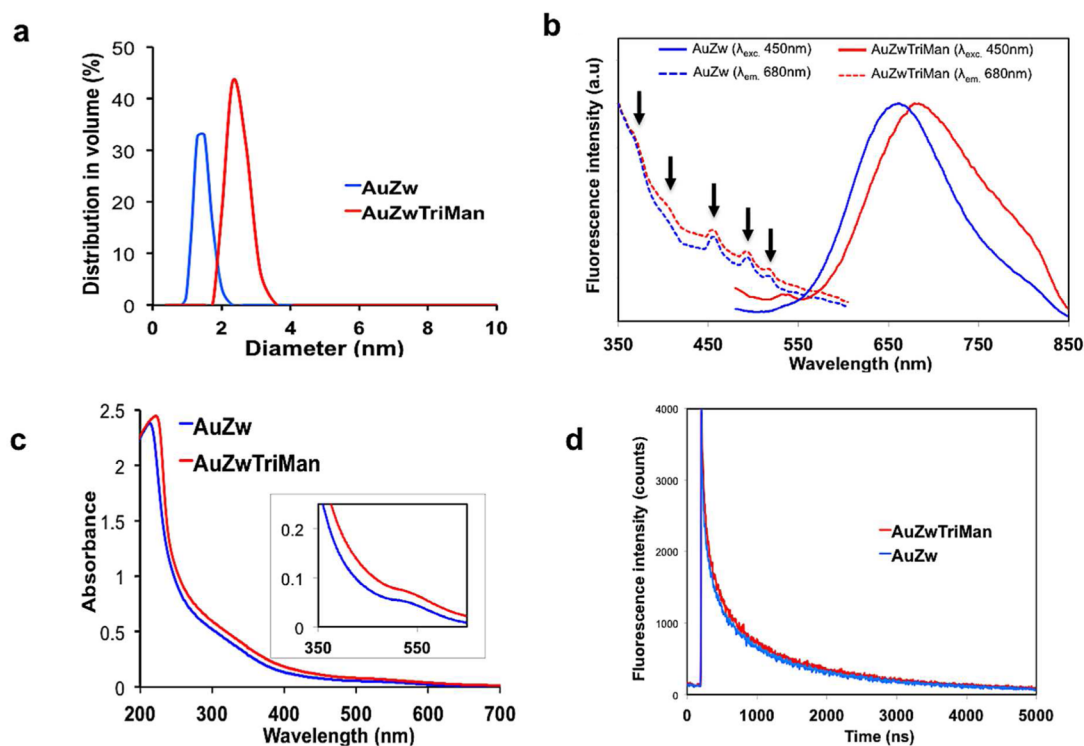 a
Distribution in volume (%)
50
40
30
20
10
0
AuZw
AuZwTriMan
0 2 4 6 8 10
Diameter (nm)
b
Fluorescence intensity (a.u)
AuZw (λexc. 450nm)
AuZwTriMan (λexc. 450nm)
AuZw (λem. 680nm)
AuZwTriMan (λem. 680nm)
350 450 550 650 750 850
Wavelength (nm)
c
Absorbance
2.5
2
1.5
1
0.5
0
AuZw
AuZwTriMan
0.2
0.1
0
350 550
200 300 400 500 600 700
Wavelength (nm)
d
Fluorescence intensity (counts)
4000
3000
2000
1000
0
AuZwTriMan
AuZw
0 1000 2000 3000 4000 5000
Time (ns)